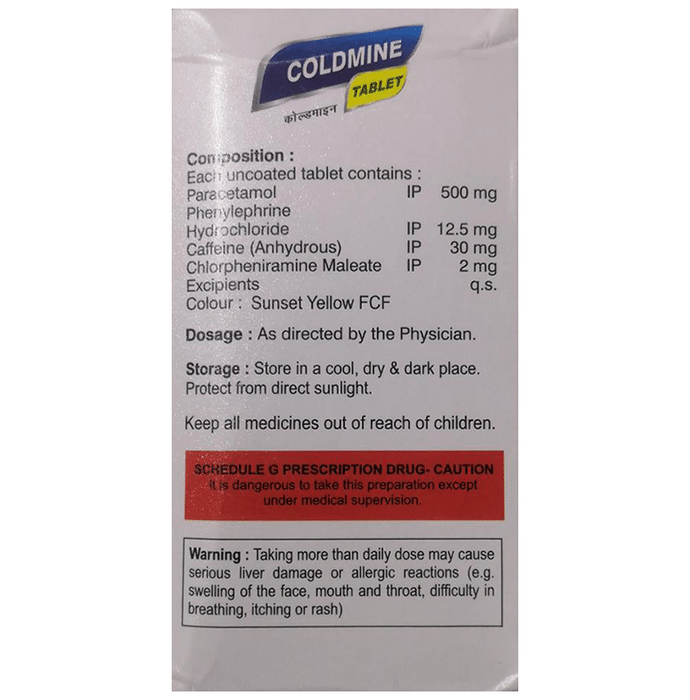 COLDMINE
TABLET
कोल्डमाइन
Composition :
Each uncoated tablet contains :
Paracetamol IP 500 mg
Phenylephrine
Hydrochloride IP 12.5 mg
Caffeine (Anhydrous) IP 30 mg
Chlorpheniramine Maleate IP 2 mg
Excipients q.s.
Colour : Sunset Yellow FCF
Dosage : As directed by the Physician.
Storage : Store in a cool, dry & dark place.
Protect from direct sunlight.
Keep all medicines out of reach of children.
SCHEDULE G PRESCRIPTION DRUG- CAUTION
It is dangerous to take this preparation except
under medical supervision.
Warning : Taking more than daily dose may cause
serious liver damage or allergic reactions (e.g.
swelling of the face, mouth and throat, difficulty in
breathing, itching or rash)